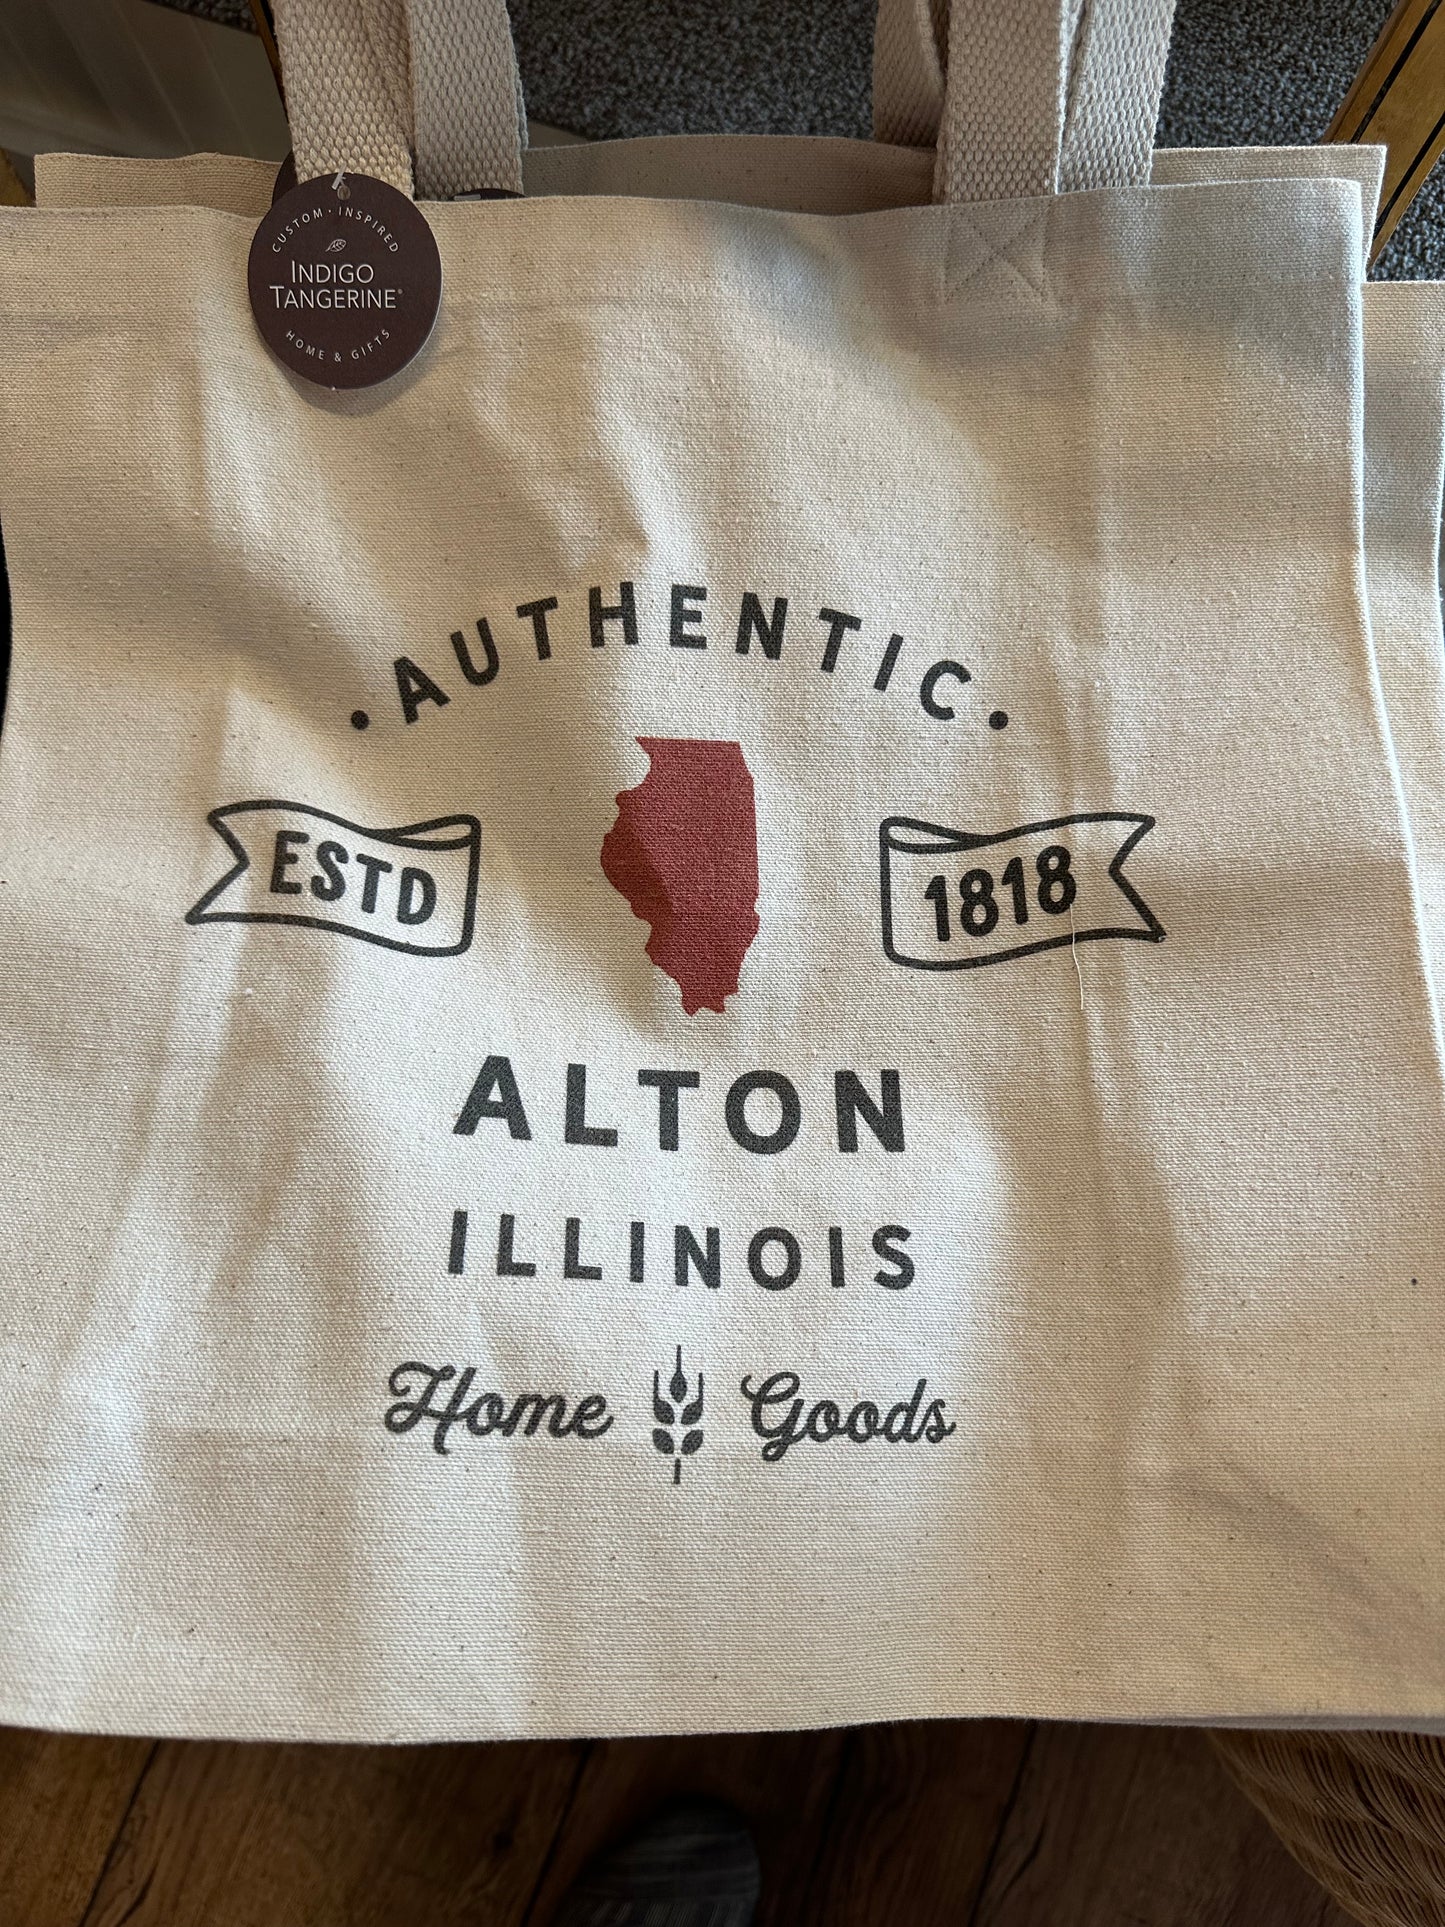 CUSTOM · INSPIRED
INDIGO
TANGERINE®
HOME & GIFTS
• AUTHENTIC •
ESTD
1818
ALTON
ILLINOIS
Home Goods